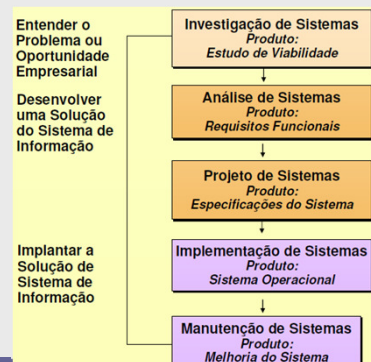 Entender o
Problema ou
Oportunidade
Empresarial
Desenvolver
uma Solução
do Sistema de
Informação
Implantar a
Solução de
Sistema de
Informação
Investigação de Sistemas
Produto:
Estudo de Viabilidade
Análise de Sistemas
Produto:
Requisitos Funcionais
Projeto de Sistemas
Produto:
Especificações do Sistema
Implementação de Sistemas
Produto:
Sistema Operacional
Manutenção de Sistemas
Produto:
Melhoria do Sistema